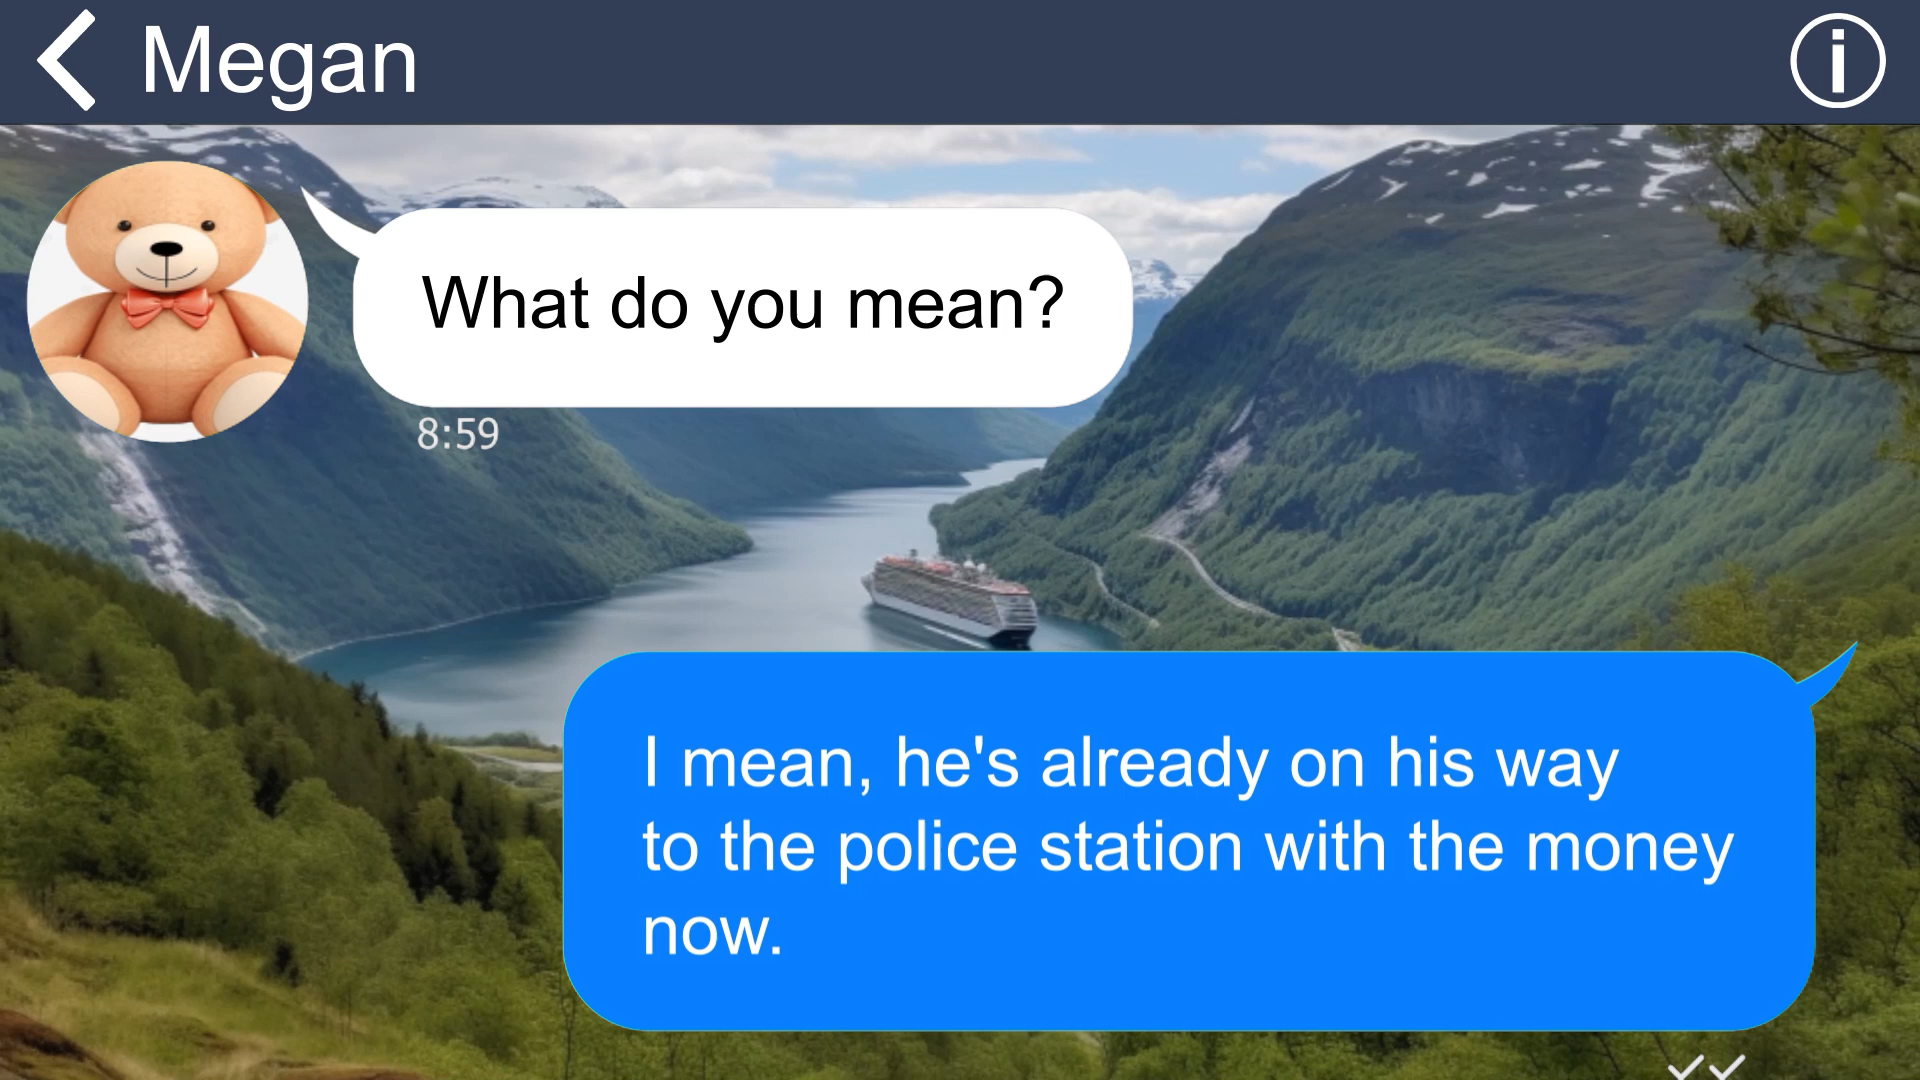 Megan
What do you mean?
8:59
I mean, he's already on his way
to the police station with the money
now.